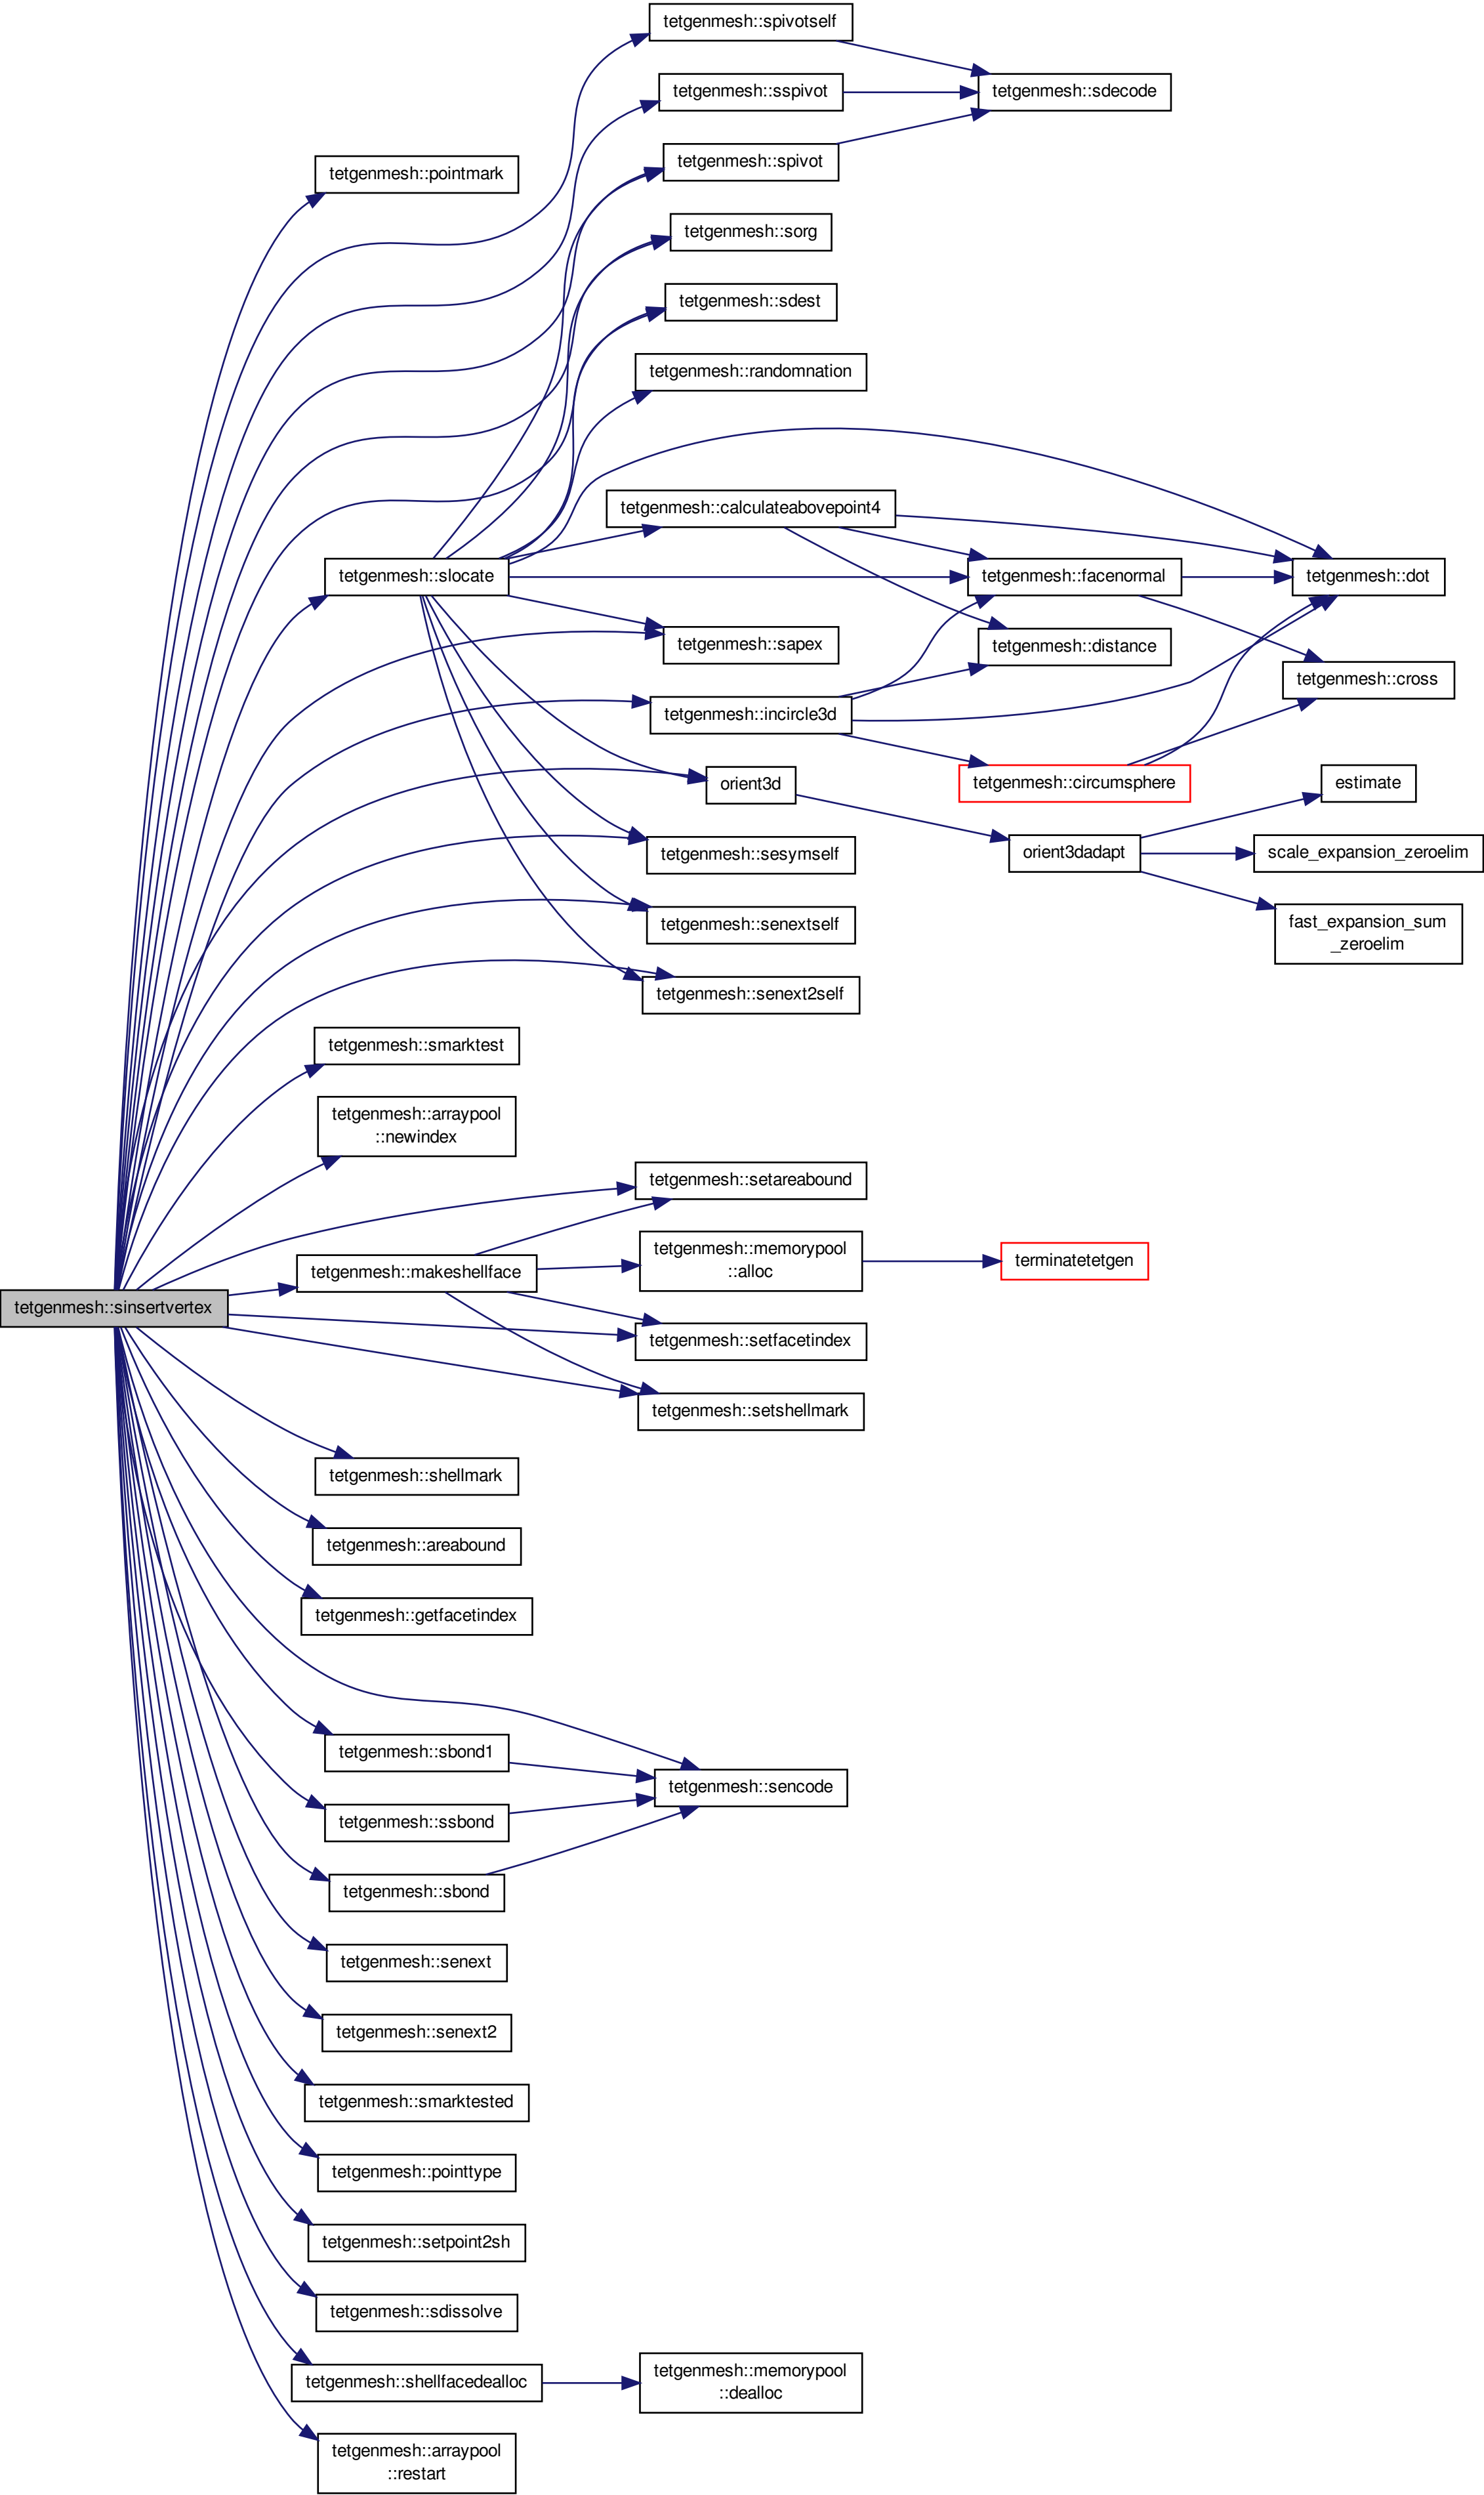 tetgenmesh::spivotself
tetgenmesh::sspivot
tetgenmesh::sdecode
tetgenmesh::pointmark
tetgenmesh::spivot
tetgenmesh::sorg
tetgenmesh::sdest
tetgenmesh::randomnation
tetgenmesh::calculateabovepoint4
tetgenmesh::slocate
tetgenmesh::facenormal
tetgenmesh::dot
tetgenmesh::sapex
tetgenmesh::distance
tetgenmesh::cross
tetgenmesh::incircle3d
tetgenmesh::circumsphere
orient3d
estimate
tetgenmesh::sesymself
orient3dadapt
scale_expansion_zeroelim
tetgenmesh::senextself
fast_expansion_sum
_zeroelim
tetgenmesh::senext2self
tetgenmesh::smarktest
tetgenmesh::arraypool
::newindex
tetgenmesh::setareabound
tetgenmesh::makeshellface
tetgenmesh::memorypool
::alloc
terminatetetgen
tetgenmesh::sinsertvertex
tetgenmesh::setfacetindex
tetgenmesh::setshellmark
tetgenmesh::shellmark
tetgenmesh::areabound
tetgenmesh::getfacetindex
tetgenmesh::sbond1
tetgenmesh::sencode
tetgenmesh::ssbond
tetgenmesh::sbond
tetgenmesh::senext
tetgenmesh::senext2
tetgenmesh::smarktested
tetgenmesh::pointtype
tetgenmesh::setpoint2sh
tetgenmesh::sdissolve
tetgenmesh::shellfacedealloc
tetgenmesh::memorypool
::dealloc
tetgenmesh::arraypool
::restart